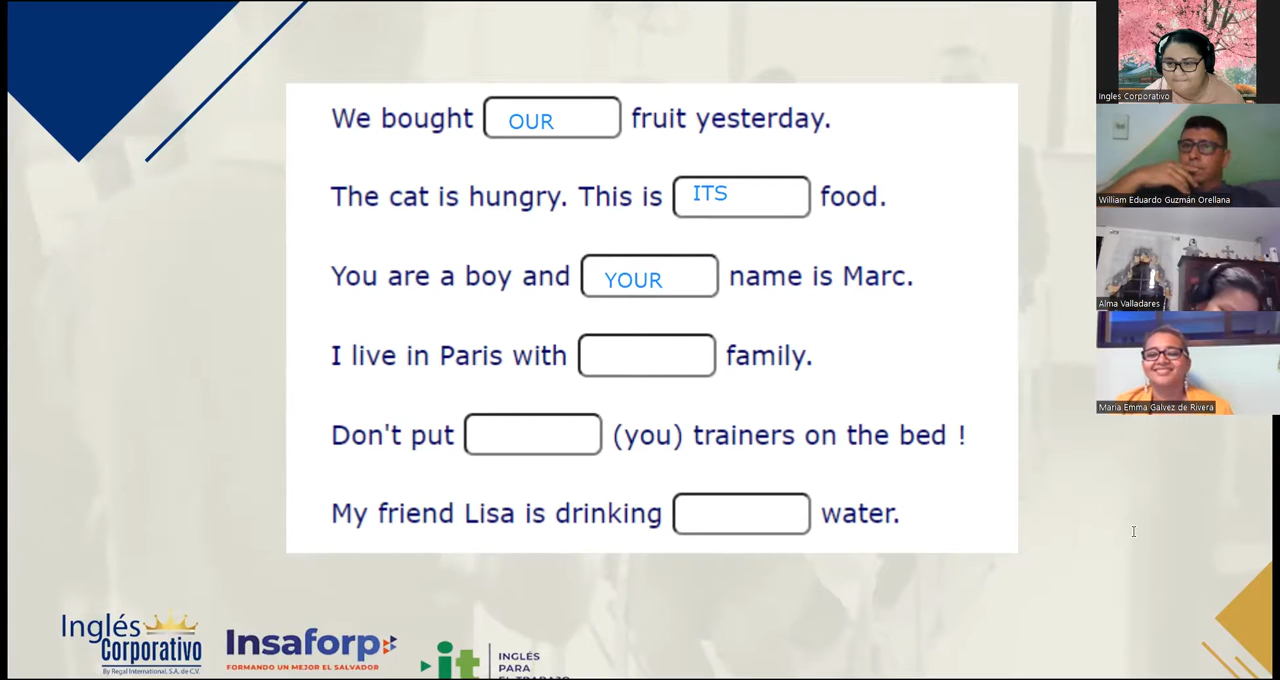 We bought OUR fruit yesterday.
The cat is hungry. This is ITS food.
You are a boy and YOUR name is Marc.
I live in Paris with family.
Don't put (you) trainers on the bed !
My friend Lisa is drinking water.
Ingles Corporativo
William Eduardo Guzmán Orellana
Alma Valladares
Maria Emma Galvez de Rivera
Inglés
Corporativo
By Regal International, S.A. de C.V.
Insaforp
FORMANDO UN MEJOR EL SALVADOR
it
INGLÉS
PARA
EL TRABAJO